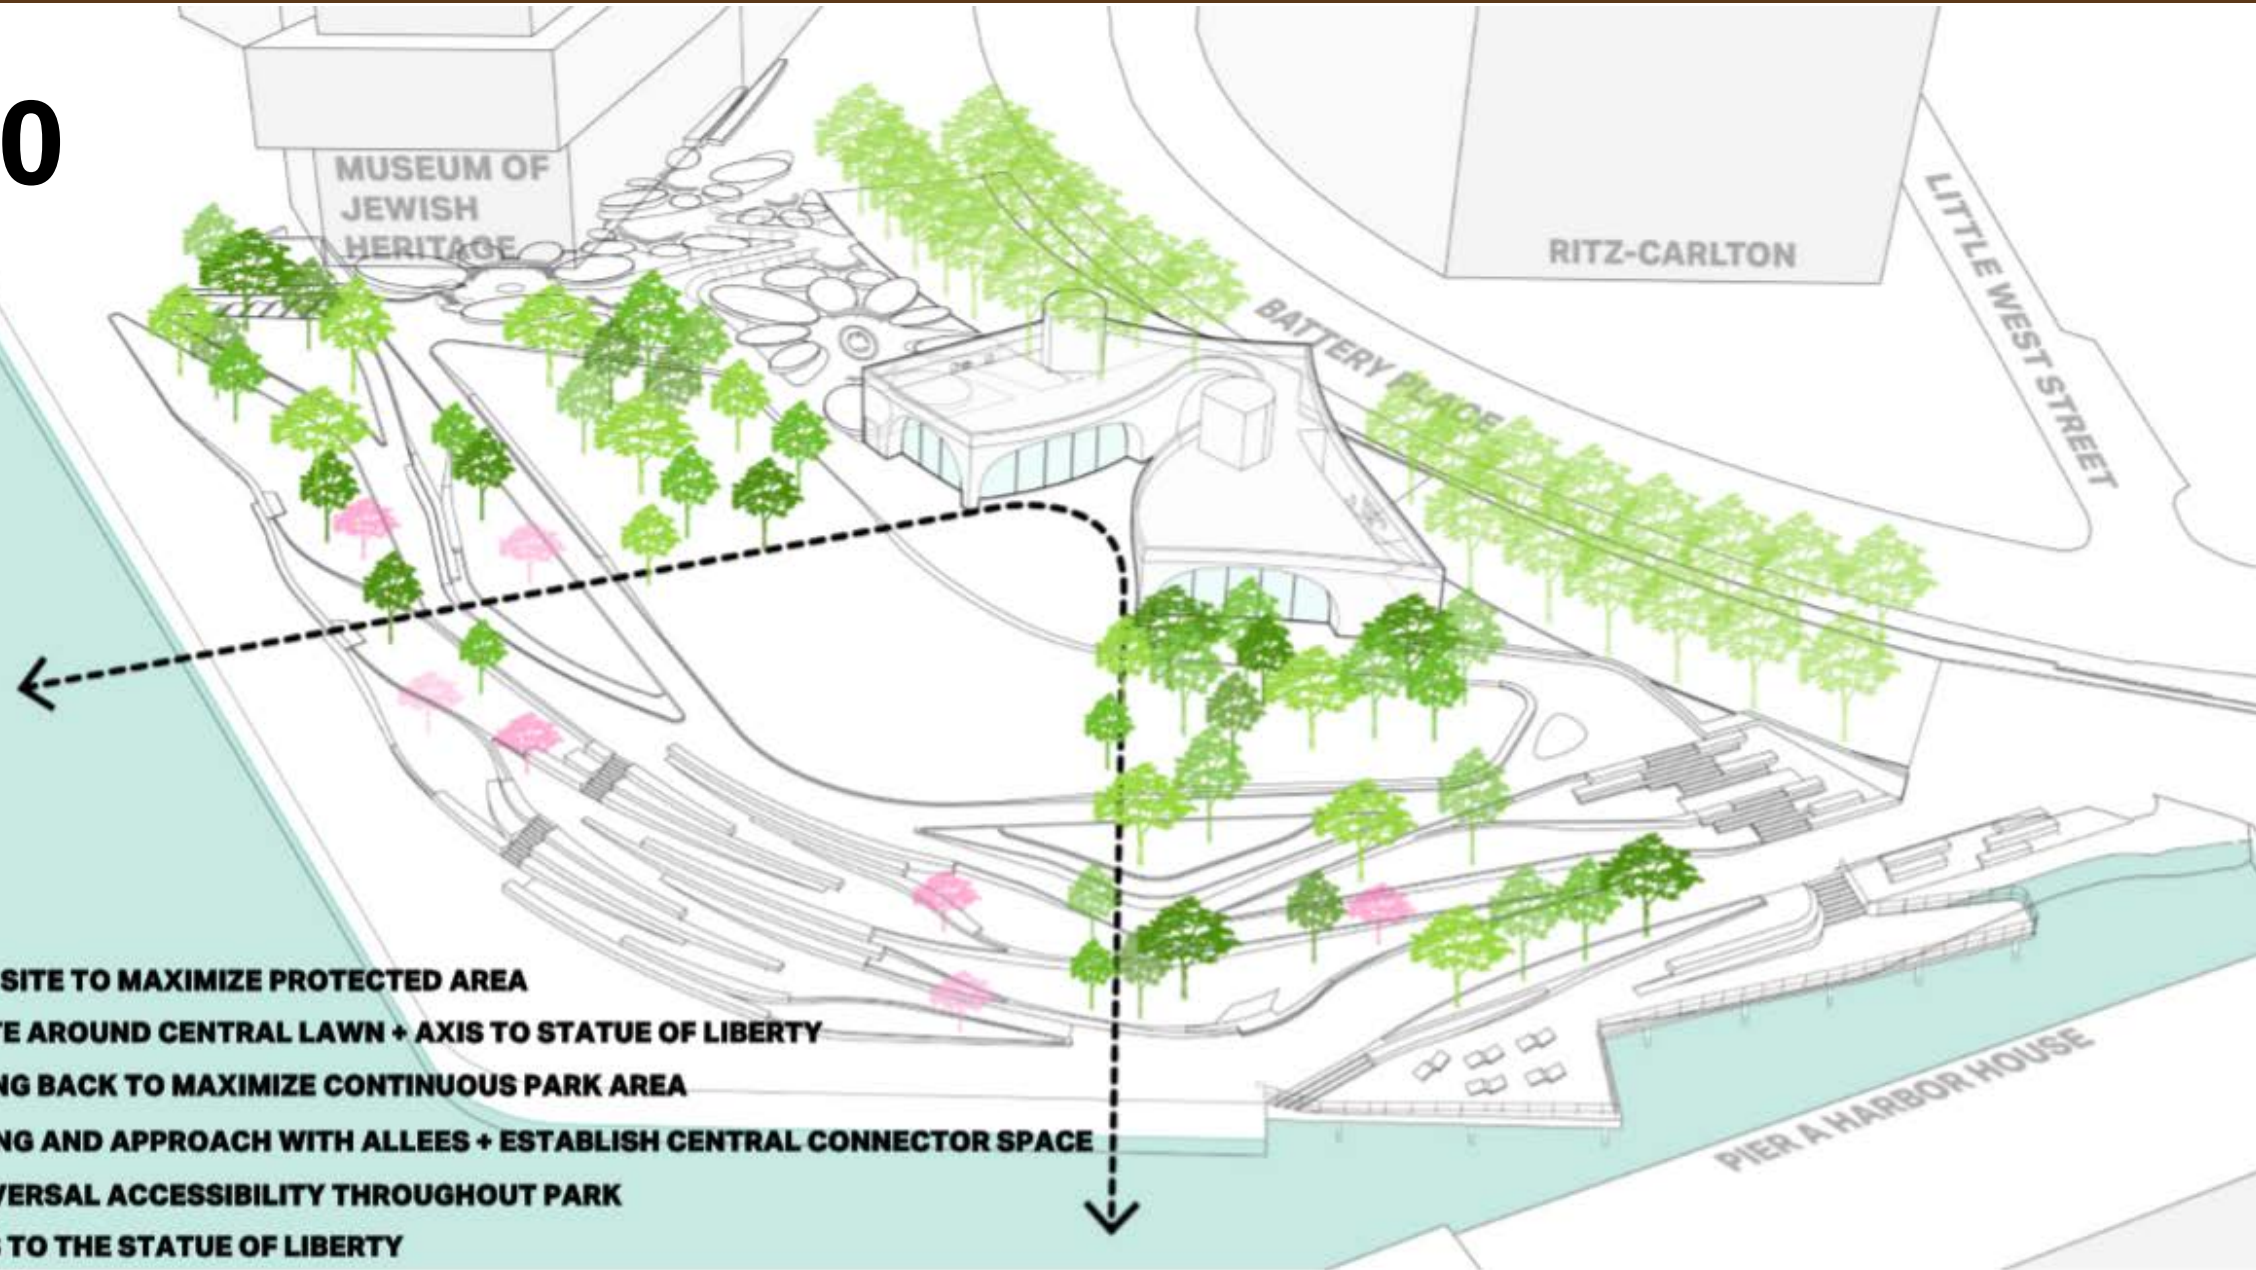 0
MUSEUM OF
JEWISH
HERITAGE
RITZ-CARLTON
LITTLE WEST STREET
BATTERY PLACE
SITE TO MAXIMIZE PROTECTED AREA
TE AROUND CENTRAL LAWN + AXIS TO STATUE OF LIBERTY
NG BACK TO MAXIMIZE CONTINUOUS PARK AREA
NG AND APPROACH WITH ALLEES + ESTABLISH CENTRAL CONNECTOR SPACE
VERSAL ACCESSIBILITY THROUGHOUT PARK
S TO THE STATUE OF LIBERTY
PIER A HARBOR HOUSE